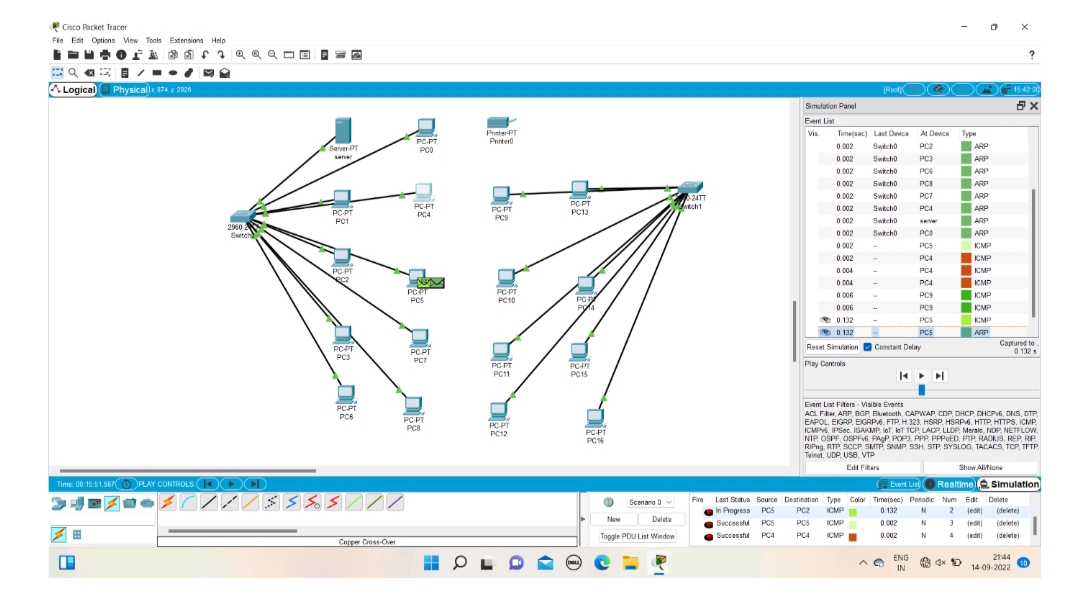 Cisco Packet Tracer
File Edit Options View Tools Extensions Help
?
Logical Physical x: 874, y: 2026 [Root] 15:42:00
Simulation Panel
Event List
Vis. Time(sec) Last Device At Device Type
0.002 Switch0 PC2 ARP
0.002 Switch0 PC3 ARP
0.002 Switch0 PC6 ARP
0.002 Switch0 PC8 ARP
0.002 Switch0 PC7 ARP
0.002 Switch0 PC4 ARP
0.002 Switch0 server ARP
0.002 Switch0 PC0 ARP
0.002 -- PC5 ICMP
0.002 -- PC4 ICMP
0.004 -- PC4 ICMP
0.004 -- PC4 ICMP
0.006 -- PC9 ICMP
0.006 -- PC9 ICMP
0.132 -- PC5 ICMP
0.132 -- PC5 ARP
Reset Simulation Constant Delay Captured to..
0.132 s
Play Controls
Event List Filters - Visible Events
ACL Filter, ARP, BGP, Bluetooth, CAPWAP, CDP, DHCP, DHCPv6, DNS, DTP,
EAPOL, EIGRP, EIGRPv6, FTP, H.323, HSRP, HSRPv6, HTTP, HTTPS, ICMP,
ICMPv6, IPSec, ISAKMP, IoT, IoT TCP, LACP, LLDP, Meraki, NDP, NETFLOW,
NTP, OSPF, OSPFv6, PAgP, POP3, PPP, PPPoED, PTP, RADIUS, REP, RIP,
RIPng, RTP, SCCP, SMTP, SNMP, SSH, STP, SYSLOG, TACACS, TCP, TFTP,
Telnet, UDP, USB, VTP
Edit Filters Show All/None
Server-PT
server
PC-PT
PC0
Printer-PT
Printer0
PC-PT
PC1
PC-PT
PC4
PC-PT
PC9
PC-PT
PC13
-24TT
witch1
2960-2
Switch
PC-PT
PC2
PC-PT
PC5
PC-PT
PC10
PC-P
PC14
PC-PT
PC3
PC-PT
PC7
PC-PT
PC11
PC-PT
PC15
PC-PT
PC6
PC-PT
PC8
PC-PT
PC12
PC-PT
PC16
Time: 00:15:51.567 PLAY CONTROLS: Event List Realtime Simulation
Scenario 0
New Delete
Toggle PDU List Window
Fire Last Status Source Destination Type Color Time(sec) Periodic Num Edit Delete
In Progress PC5 PC2 ICMP 0.132 N 2 (edit) (delete)
Successful PC5 PC5 ICMP 0.002 N 3 (edit) (delete)
Successful PC4 PC4 ICMP 0.002 N 4 (edit) (delete)
Copper Cross-Over
DELL
ENG
IN
21:44
14-09-2022
18